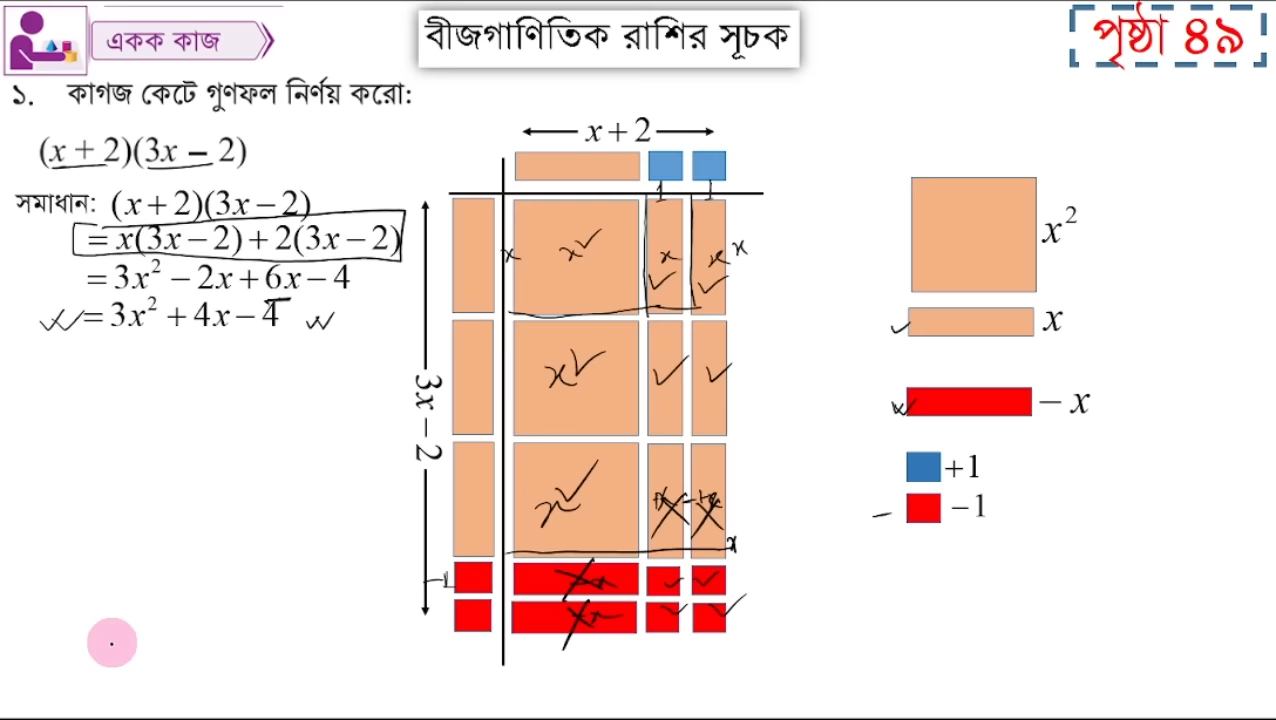 একক কাজ
বীজগাণিতিক রাশির সূচক
পৃষ্ঠা ৪৯
১. কাগজ কেটে গুণফল নির্ণয় করো:
(x + 2)(3x − 2)
সমাধান: (x + 2)(3x − 2)
= x(3x − 2) + 2(3x − 2)
= 3x² − 2x + 6x − 4
= 3x² + 4x − 4
x + 2
3x − 2
x²
x
− x
+1
−1